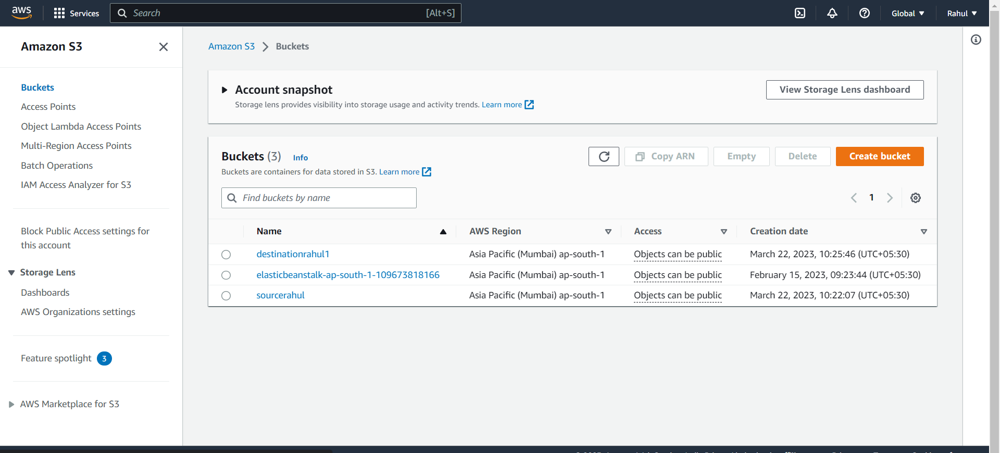 aws
Services
Search
[Alt+S]
Global
Rahul
Amazon S3
Buckets
Access Points
Object Lambda Access Points
Multi-Region Access Points
Batch Operations
IAM Access Analyzer for S3
Block Public Access settings for
this account
Storage Lens
Dashboards
AWS Organizations settings
Feature spotlight 3
AWS Marketplace for S3
Amazon S3 Buckets
Account snapshot
Storage lens provides visibility into storage usage and activity trends. Learn more
View Storage Lens dashboard
Buckets (3) Info
Buckets are containers for data stored in S3. Learn more
Copy ARN
Empty
Delete
Create bucket
Find buckets by name
1
Name AWS Region Access Creation date
destinationrahul1 Asia Pacific (Mumbai) ap-south-1 Objects can be public March 22, 2023, 10:25:46 (UTC+05:30)
elasticbeanstalk-ap-south-1-109673818166 Asia Pacific (Mumbai) ap-south-1 Objects can be public February 15, 2023, 09:23:44 (UTC+05:30)
sourcerahul Asia Pacific (Mumbai) ap-south-1 Objects can be public March 22, 2023, 10:22:07 (UTC+05:30)